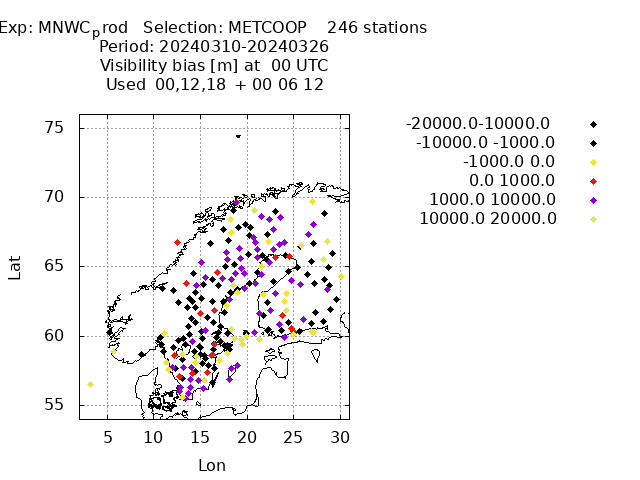 Exp: MNWC_prod   Selection: METCOOP    246 stations
Period: 20240310-20240326
Visibility bias [m] at  00 UTC
Used  00,12,18  + 00 06 12
-20000.0-10000.0
-10000.0 -1000.0
-1000.0 0.0
0.0 1000.0
1000.0 10000.0
10000.0 20000.0
75
70
65
60
55
Lat
5 10 15 20 25 30
Lon